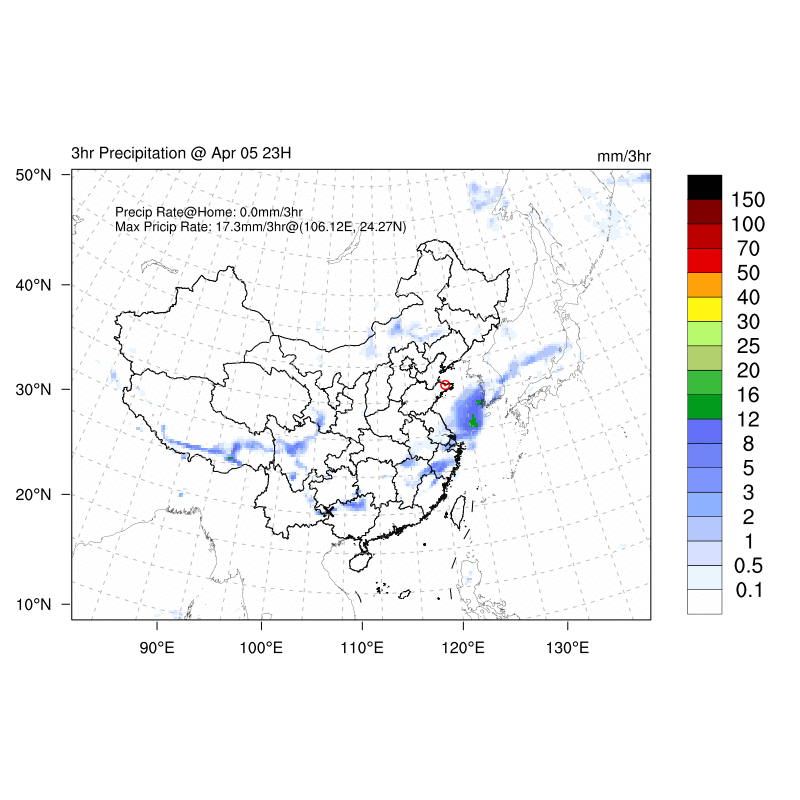 3hr Precipitation @ Apr 05 23H
mm/3hr
Precip Rate@Home: 0.0mm/3hr
Max Pricip Rate: 17.3mm/3hr@(106.12E, 24.27N)
50°N
40°N
30°N
20°N
10°N
90°E
100°E
110°E
120°E
130°E
150
100
70
50
40
30
25
20
16
12
8
5
3
2
1
0.5
0.1